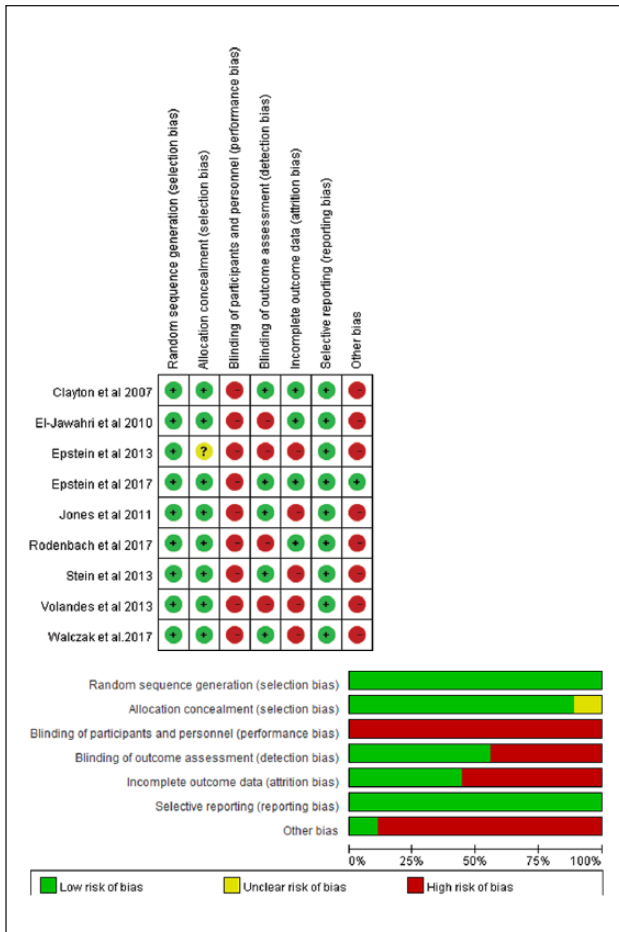 Random sequence generation (selection bias)
Allocation concealment (selection bias)
Blinding of participants and personnel (performance bias)
Blinding of outcome assessment (detection bias)
Incomplete outcome data (attrition bias)
Selective reporting (reporting bias)
Other bias
Clayton et al 2007 + + - + + + -
El-Jawahri et al 2010 + + - - + + -
Epstein et al 2013 + ? - - - + -
Epstein et al 2017 + + - + + + +
Jones et al 2011 + + - + - + -
Rodenbach et al 2017 + + - - + + -
Stein et al 2013 + + - + - + -
Volandes et al 2013 + + - - - + -
Walczak et al.2017 + + - + - + -
Random sequence generation (selection bias)
Allocation concealment (selection bias)
Blinding of participants and personnel (performance bias)
Blinding of outcome assessment (detection bias)
Incomplete outcome data (attrition bias)
Selective reporting (reporting bias)
Other bias
0% 25% 50% 75% 100%
Low risk of bias Unclear risk of bias High risk of bias